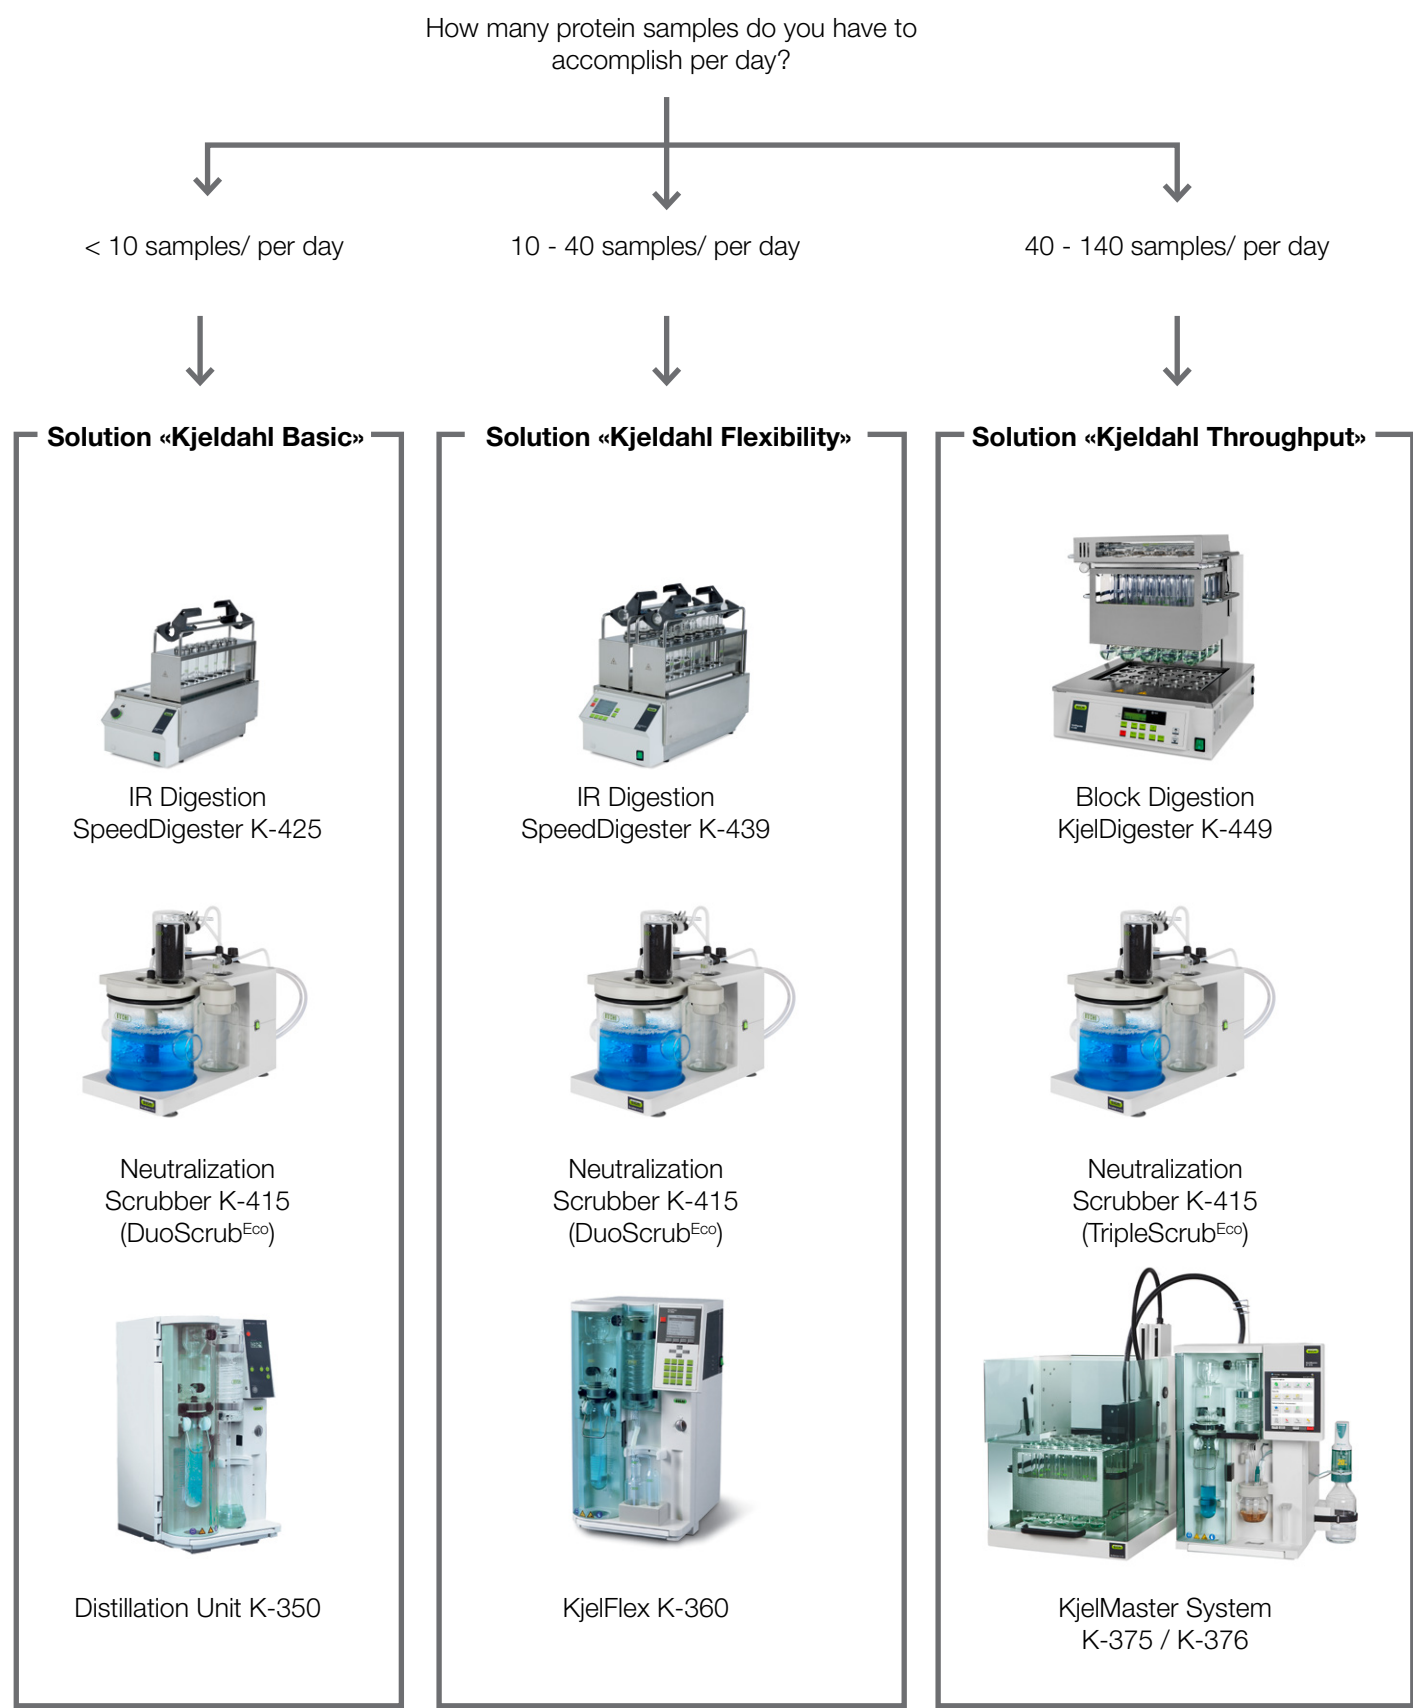 How many protein samples do you have to
accomplish per day?
< 10 samples/ per day
10 - 40 samples/ per day
40 - 140 samples/ per day
Solution «Kjeldahl Basic»
IR Digestion
SpeedDigester K-425
Neutralization
Scrubber K-415
(DuoScrubEco)
Distillation Unit K-350
Solution «Kjeldahl Flexibility»
IR Digestion
SpeedDigester K-439
Neutralization
Scrubber K-415
(DuoScrubEco)
KjelFlex K-360
Solution «Kjeldahl Throughput»
Block Digestion
KjelDigester K-449
Neutralization
Scrubber K-415
(TripleScrubEco)
KjelMaster System
K-375 / K-376